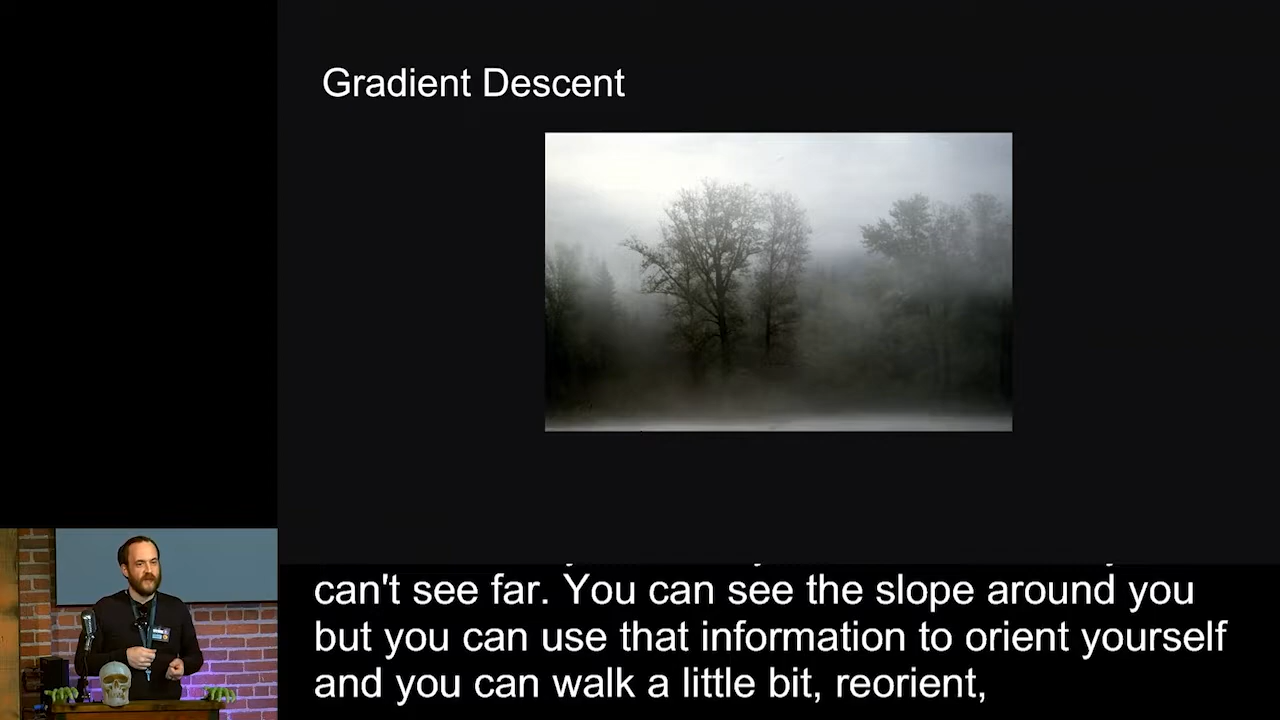 Gradient Descent
can't see far. You can see the slope around you
but you can use that information to orient yourself
and you can walk a little bit, reorient,